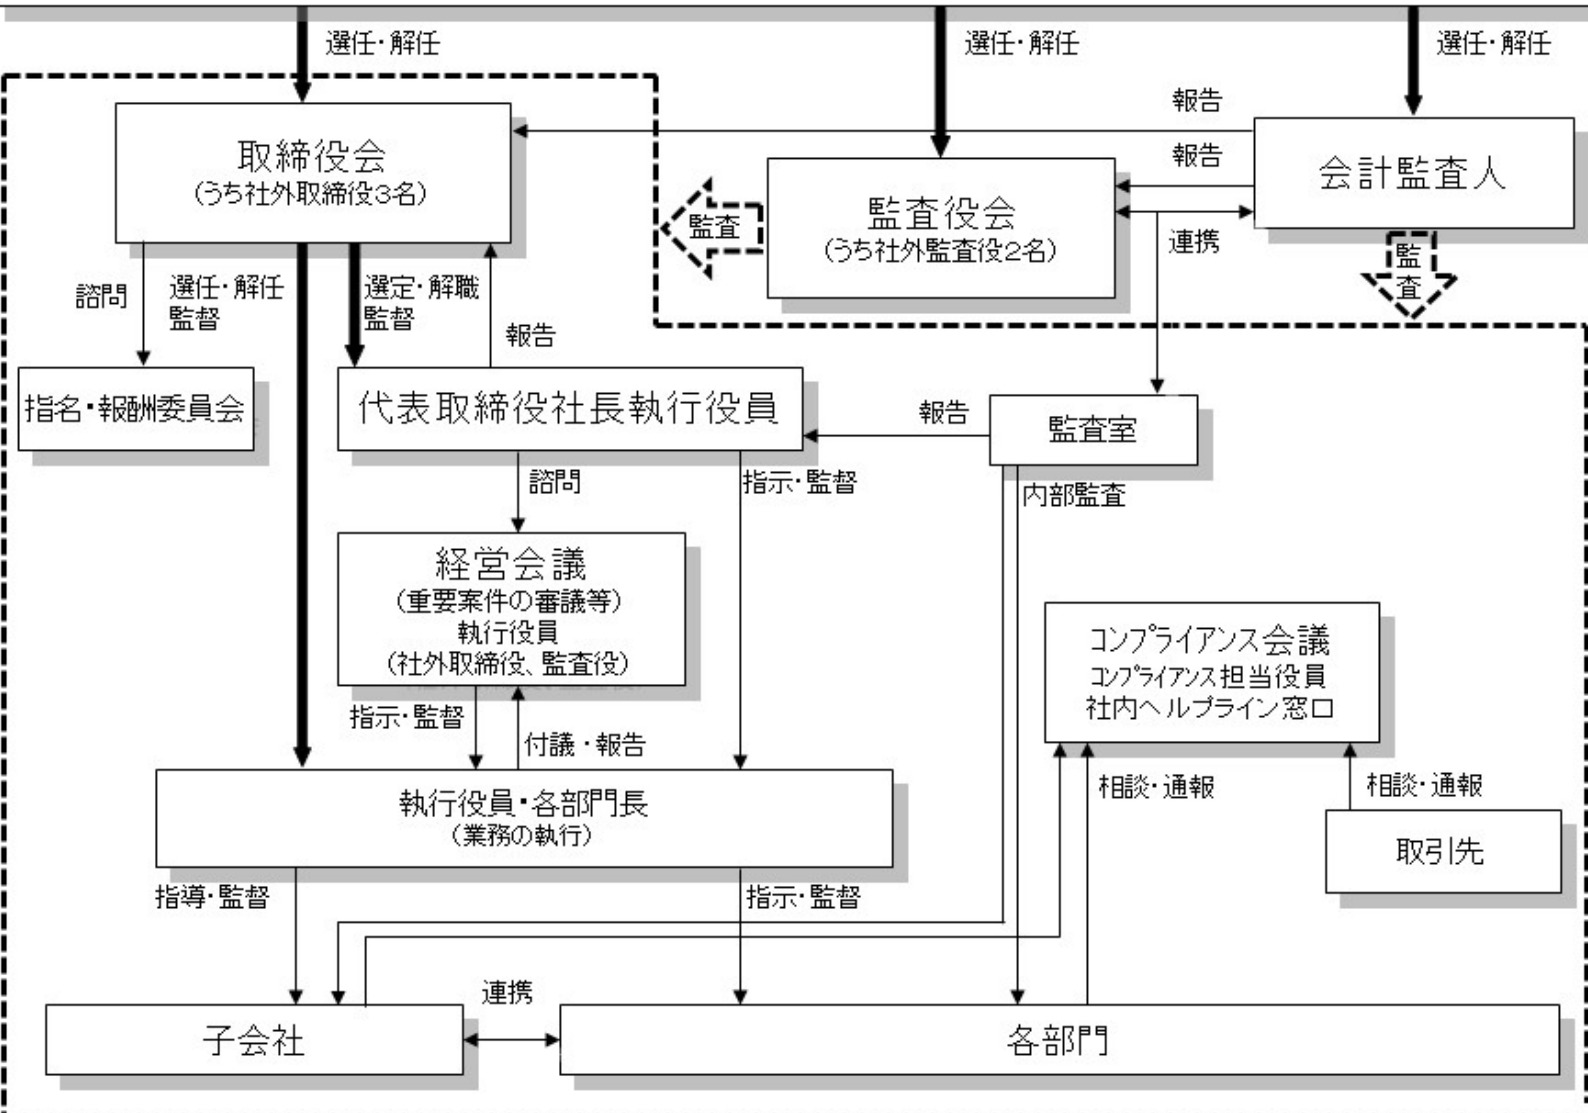 選任・解任
選任・解任
選任・解任
取締役会
(うち社外取締役3名)
報告
報告
会計監査人
監査
監査役会
(うち社外監査役2名)
連携
監査
諮問
選任・解任
監督
選定・解職
監督
報告
指名・報酬委員会
代表取締役社長執行役員
報告
監査室
諮問
指示・監督
内部監査
経営会議
(重要案件の審議等)
執行役員
(社外取締役、監査役)
コンプライアンス会議
コンプライアンス担当役員
社内ヘルプライン窓口
指示・監督
付議・報告
相談・通報
相談・通報
執行役員・各部門長
(業務の執行)
取引先
指導・監督
指示・監督
連携
子会社
各部門